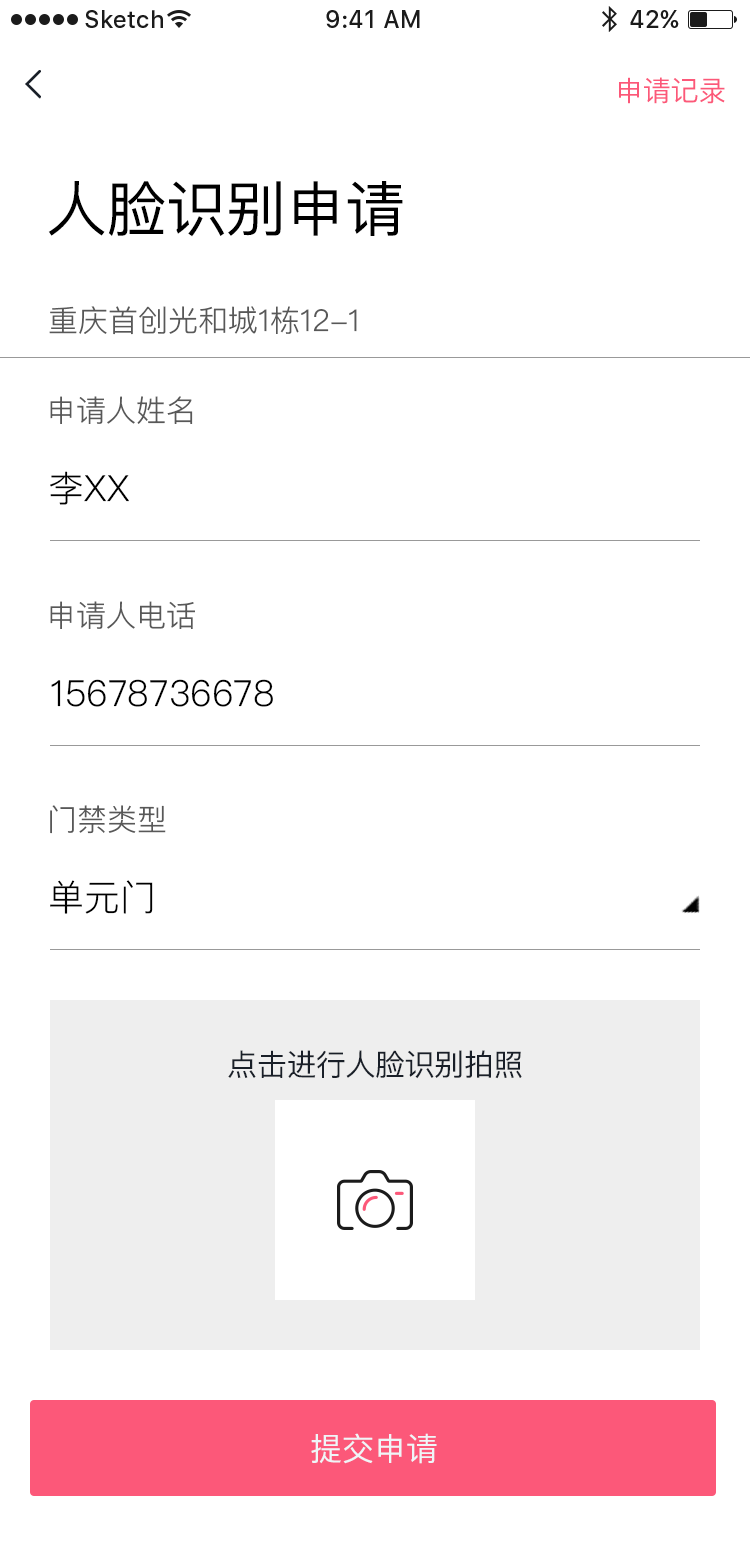 Sketch 9:41 AM 42%
申请记录
人脸识别申请
重庆首创光和城1栋12–1
申请人姓名
李XX
申请人电话
15678736678
门禁类型
单元门
点击进行人脸识别拍照
提交申请